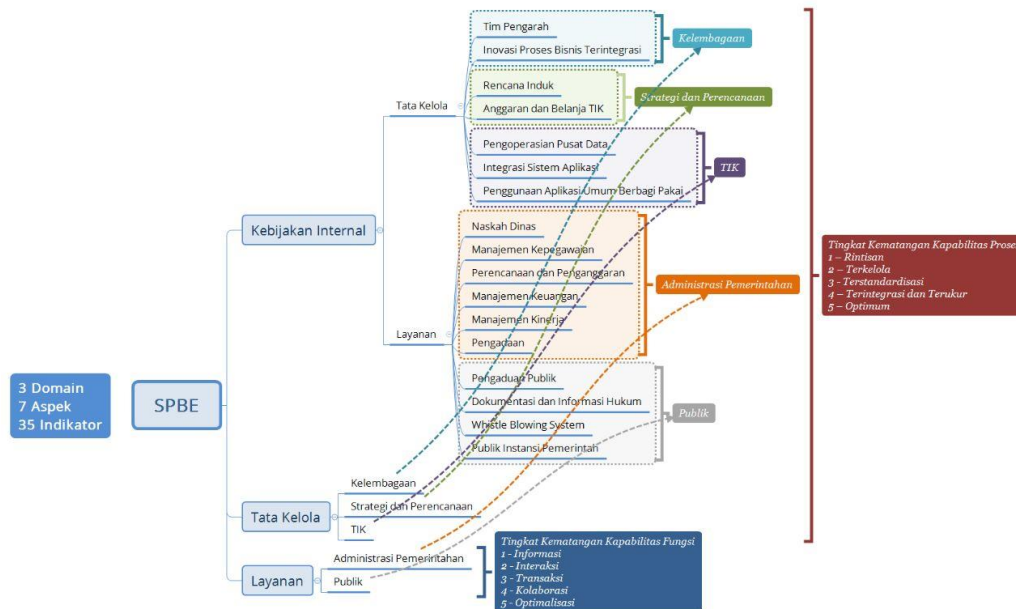 Tim Pengarah
Inovasi Proses Bisnis Terintegrasi
Kelembagaan
Rencana Induk
Anggaran dan Belanja TIK
Strategi dan Perencanaan
Tata Kelola
Pengoperasian Pusat Data
Integrasi Sistem Aplikasi
Penggunaan Aplikasi Umum Berbagi Pakai
TIK
Kebijakan Internal
Naskah Dinas
Manajemen Kepegawaian
Perencanaan dan Penganggaran
Manajemen Keuangan
Manajemen Kinerja
Pengadaan
Administrasi Pemerintahan
Layanan
Pengaduan Publik
Dokumentasi dan Informasi Hukum
Whistle Blowing System
Publik Instansi Pemerintah
Publik
Tingkat Kematangan Kapabilitas Prose
1 – Rintisan
2 – Terkelola
3 - Terstandardisasi
4 – Terintegrasi dan Terukur
5 – Optimum
3 Domain
7 Aspek
35 Indikator
SPBE
Tata Kelola
Kelembagaan
Strategi dan Perencanaan
TIK
Layanan
Administrasi Pemerintahan
Publik
Tingkat Kematangan Kapabilitas Fungsi
1 - Informasi
2 - Interaksi
3 - Transaksi
4 - Kolaborasi
5 - Optimalisasi